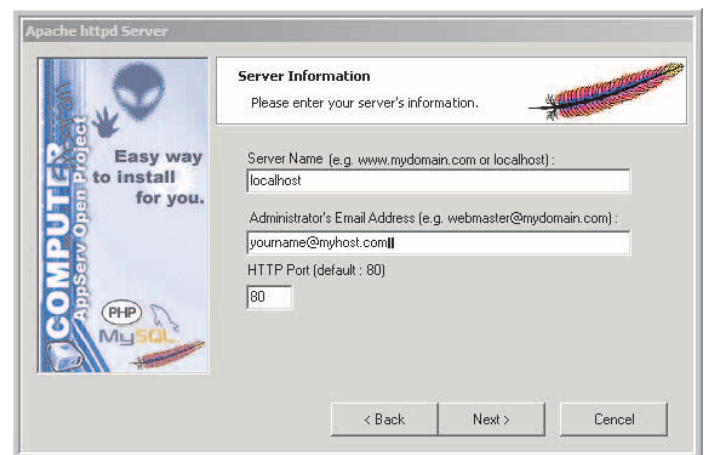 Apache httpd Server
COMPUTER
AppServ Open Project
Easy way
to install
for you.
PHP
MySQL
Server Information
Please enter your server's information.
Server Name (e.g. www.mydomain.com or localhost) :
localhost
Administrator's Email Address (e.g. webmaster@mydomain.com) :
yourname@myhost.com
HTTP Port (default : 80)
80
< Back
Next >
Cencel